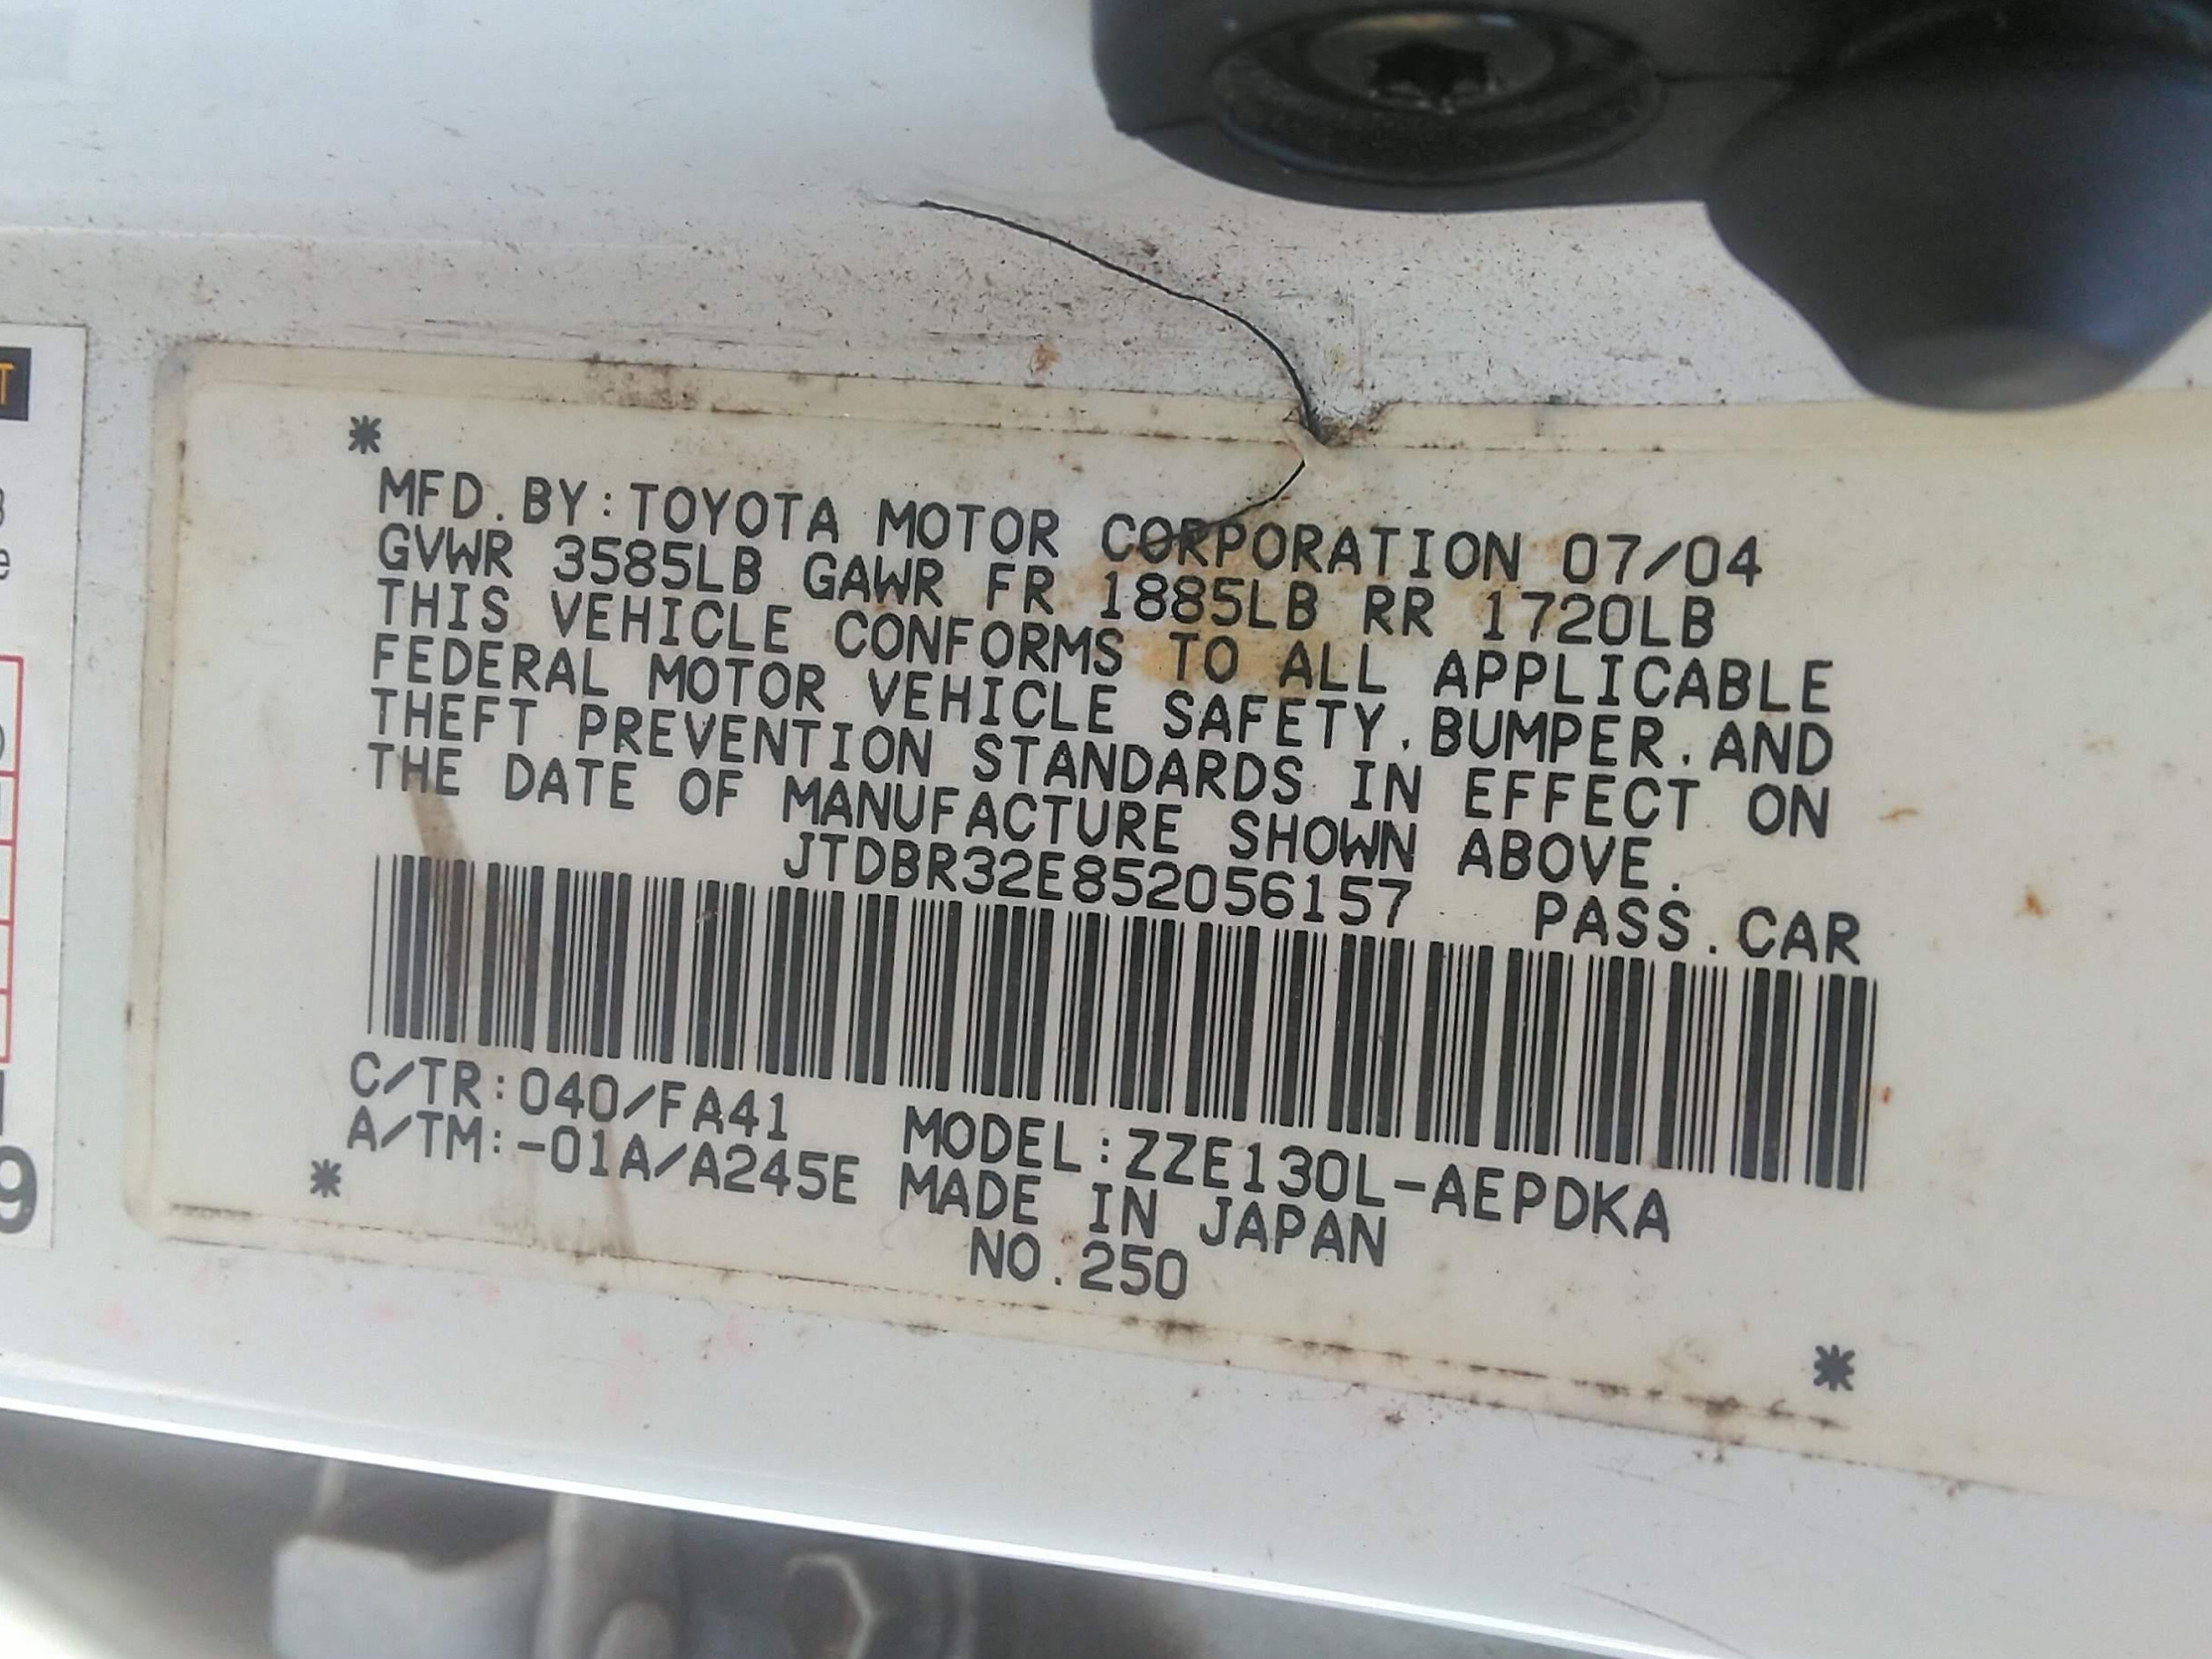 T
*
MFD.BY:TOYOTA MOTOR CORPORATION 07/04
GVWR 3585LB GAWR FR 1885LB RR 1720LB
THIS VEHICLE CONFORMS TO ALL APPLICABLE
FEDERAL MOTOR VEHICLE SAFETY,BUMPER,AND
THEFT PREVENTION STANDARDS IN EFFECT ON
THE DATE OF MANUFACTURE SHOWN ABOVE.
JTDBR32E852056157 PASS.CAR
C/TR:040/FA41 MODEL:ZZE130L-AEPDKA
A/TM:-01A/A245E MADE IN JAPAN
* NO.250
*
e
9